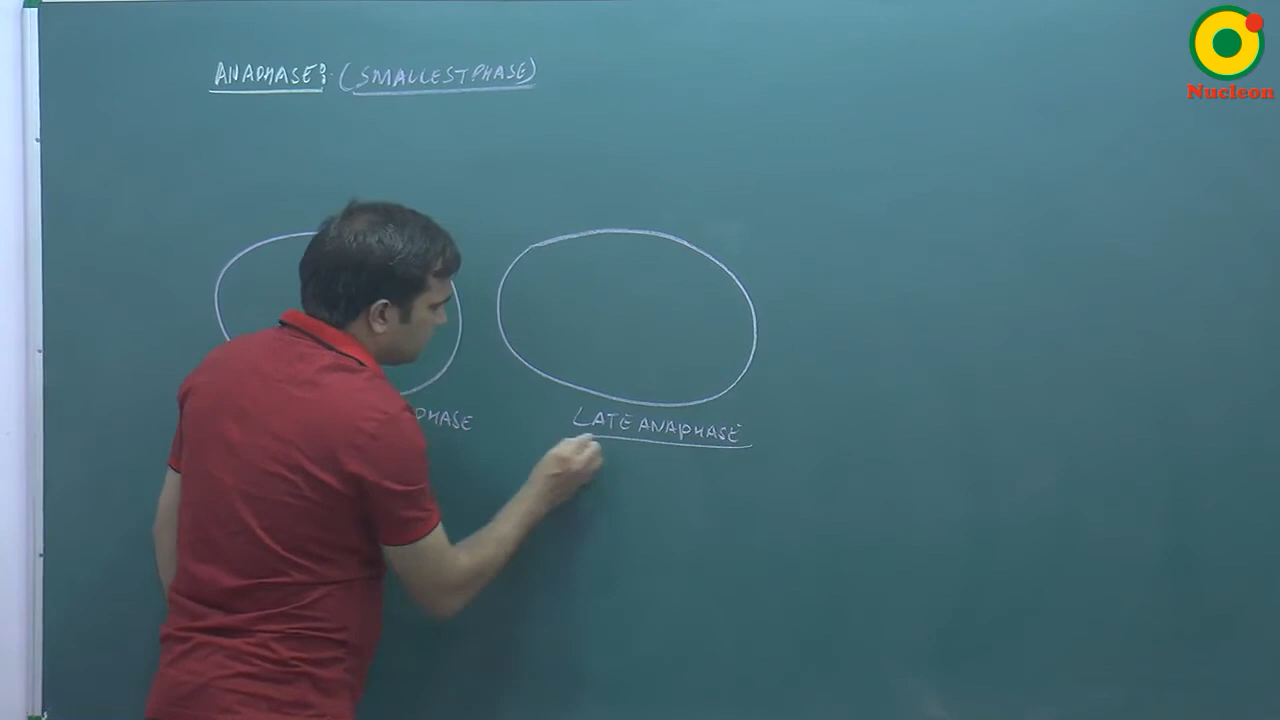 ANAPHASE: (SMALLEST PHASE)
Nucleon
PHASE
LATE ANAPHASE